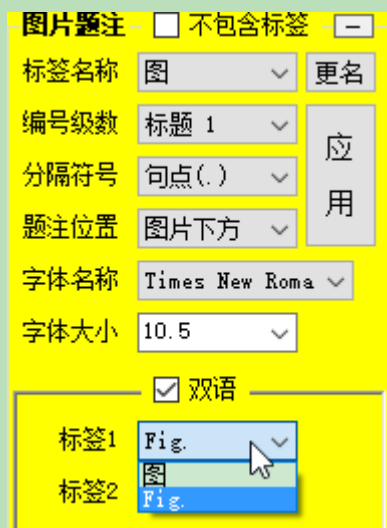 图片题注 不包含标签 —
标签名称 图 更名
编号级数 标题 1
分隔符号 句点(.)
应用
题注位置 图片下方
字体名称 Times New Roma
字体大小 10.5
双语
标签1 Fig.
图
标签2 Fig.